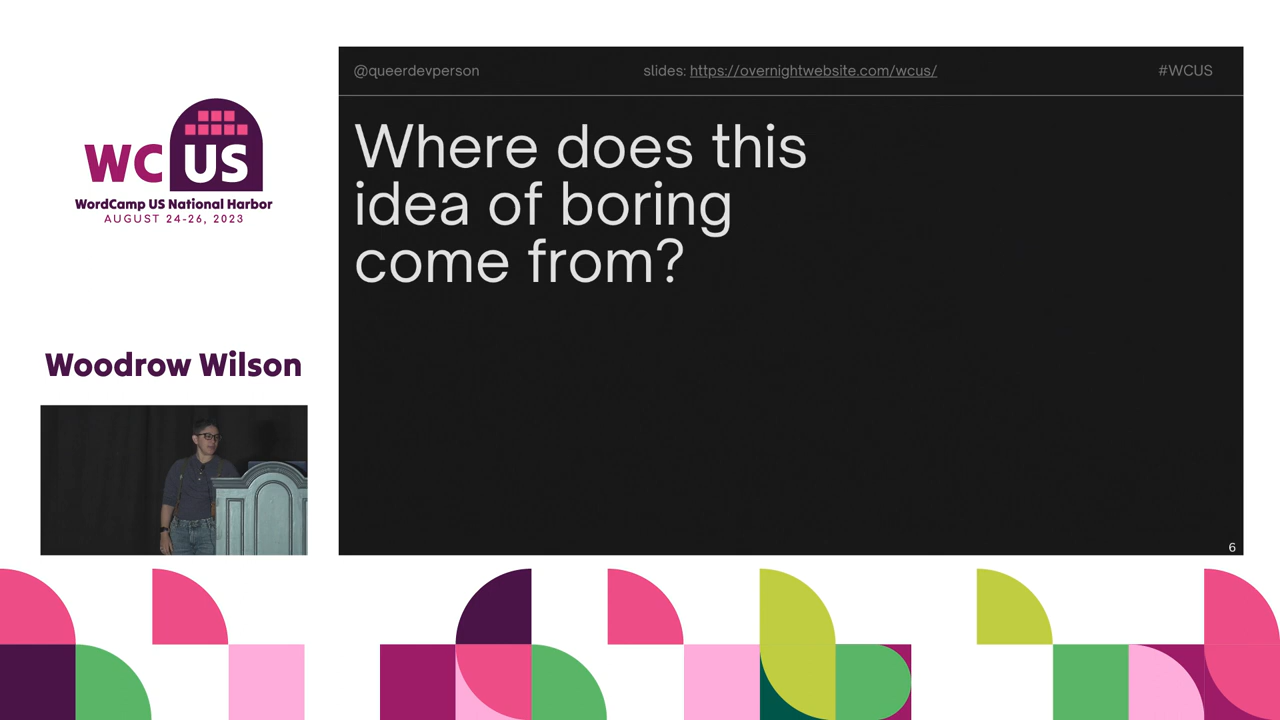 WC US
WordCamp US National Harbor
AUGUST 24-26, 2023
Woodrow Wilson
@queerdevperson
slides: https://overnightwebsite.com/wcus/
#WCUS
Where does this
idea of boring
come from?
6